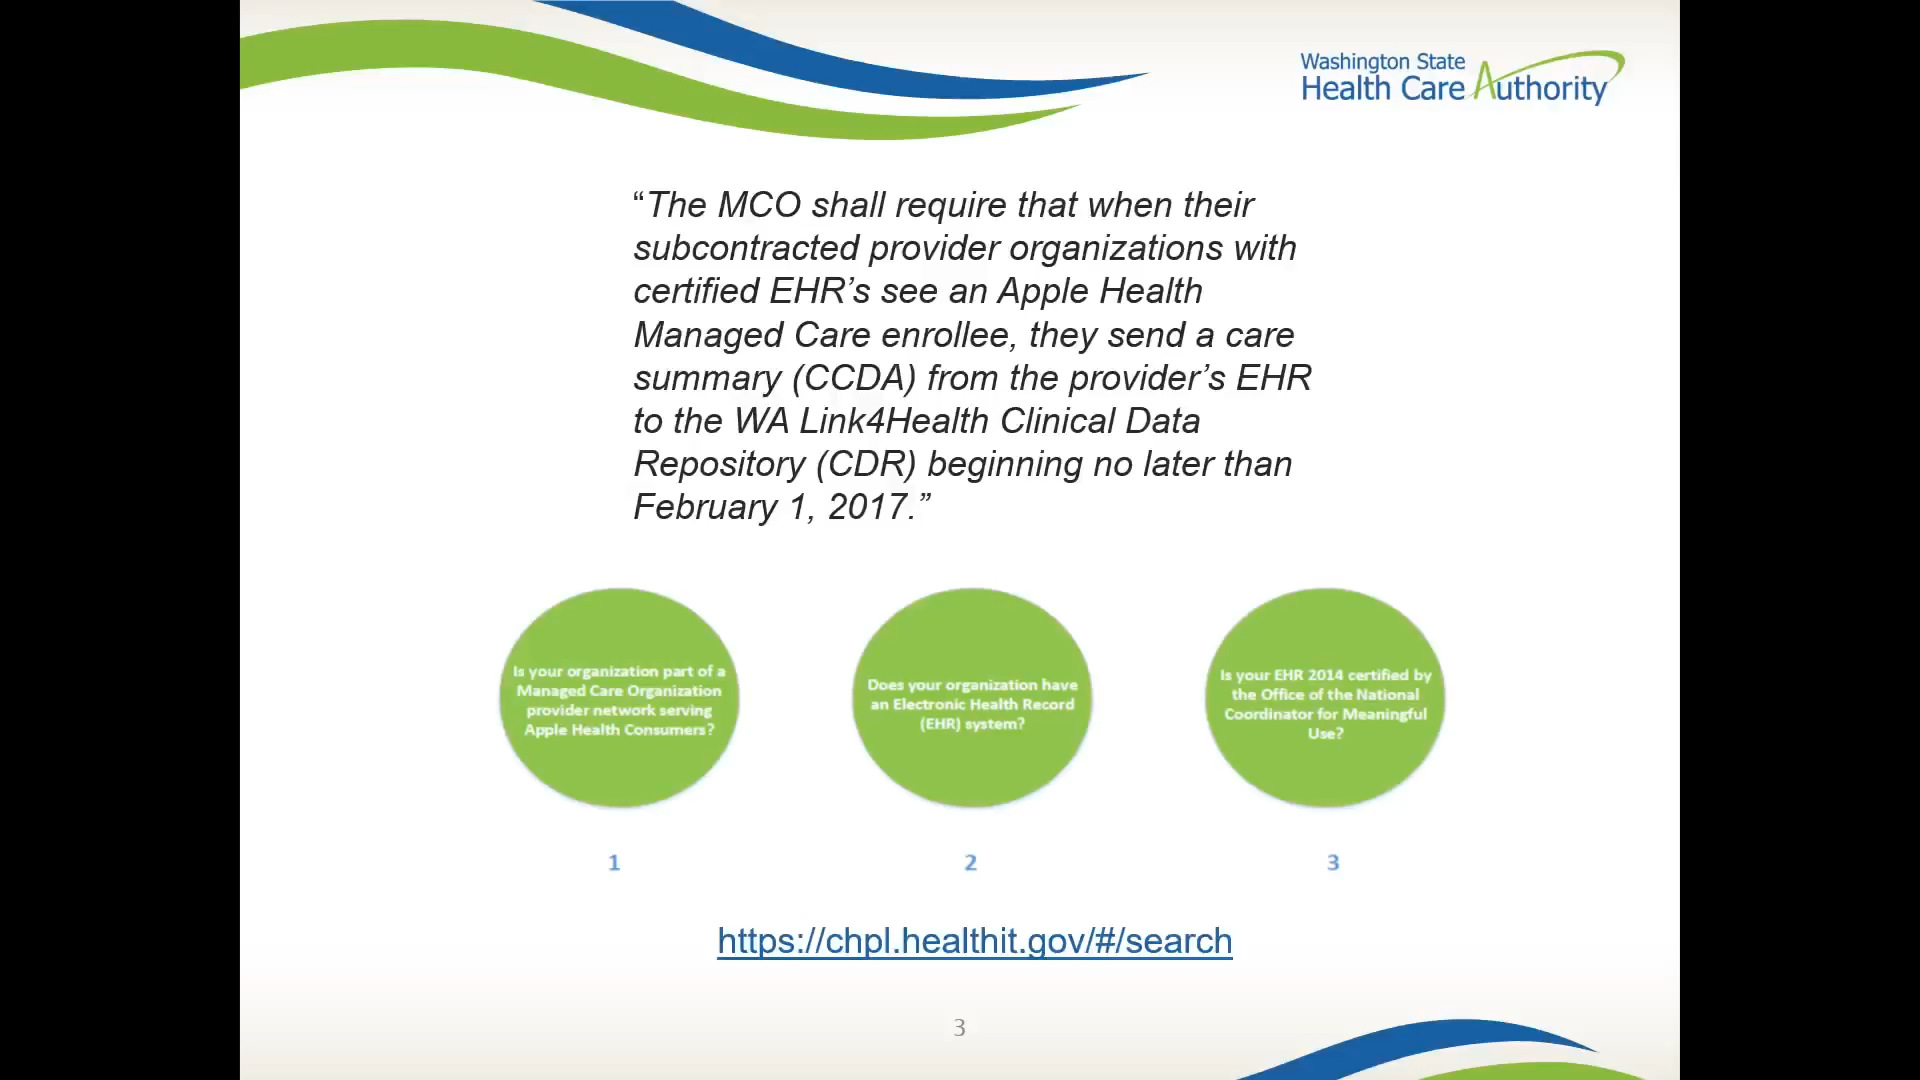 Washington State
Health Care Authority
“The MCO shall require that when their
subcontracted provider organizations with
certified EHR’s see an Apple Health
Managed Care enrollee, they send a care
summary (CCDA) from the provider’s EHR
to the WA Link4Health Clinical Data
Repository (CDR) beginning no later than
February 1, 2017.”
Is your organization part of a
Managed Care Organization
provider network serving
Apple Health Consumers?
Does your organization have
an Electronic Health Record
(EHR) system?
Is your EHR 2014 certified by
the Office of the National
Coordinator for Meaningful
Use?
1
2
3
https://chpl.healthit.gov/#/search
3